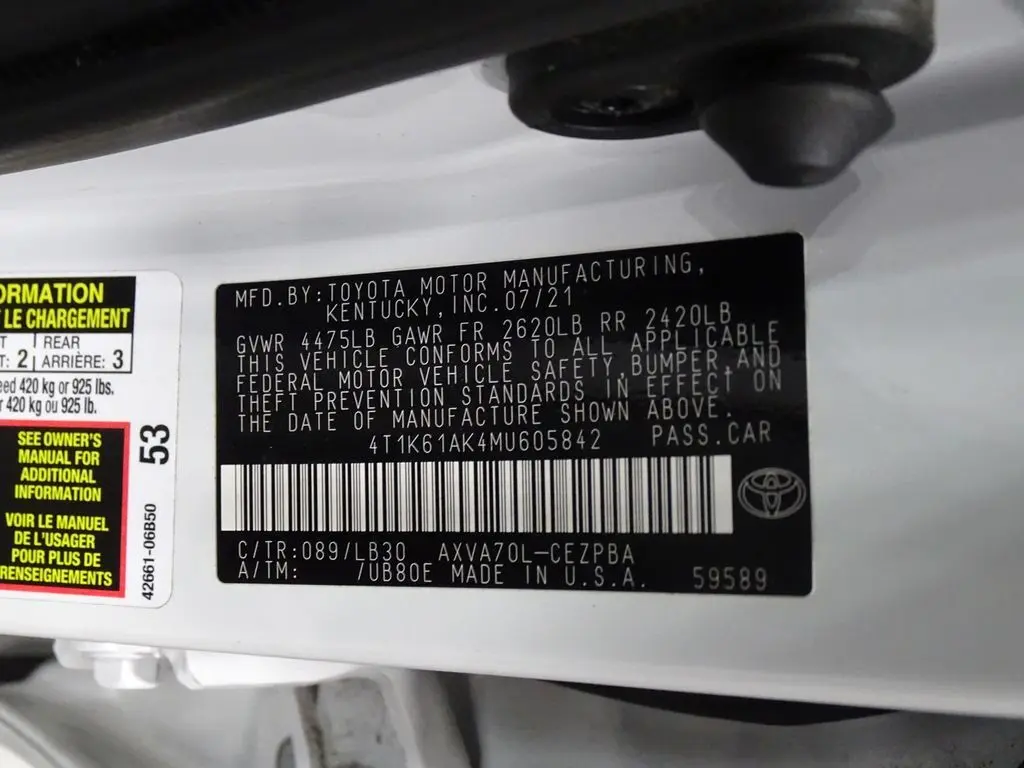 ORMATION
LE CHARGEMENT
REAR
: 2 ARRIÈRE: 3
eed 420 kg or 925 lbs.
420 kg ou 925 lb.
SEE OWNER'S
MANUAL FOR
ADDITIONAL
INFORMATION
VOIR LE MANUEL
DE L'USAGER
POUR PLUS DE
RENSEIGNEMENTS
53
42661-06B50
MFD.BY:TOYOTA MOTOR MANUFACTURING,
KENTUCKY,INC.07/21
GVWR 4475LB GAWR FR 2620LB RR 2420LB
THIS VEHICLE CONFORMS TO ALL APPLICABLE
FEDERAL MOTOR VEHICLE SAFETY,BUMPER,AND
THEFT PREVENTION STANDARDS IN EFFECT ON
THE DATE OF MANUFACTURE SHOWN ABOVE.
4T1K61AK4MU605842 PASS.CAR
C/TR:089/LB30 AXVA70L-CEZPBA
A/TM: /UB80E MADE IN U.S.A. 59589